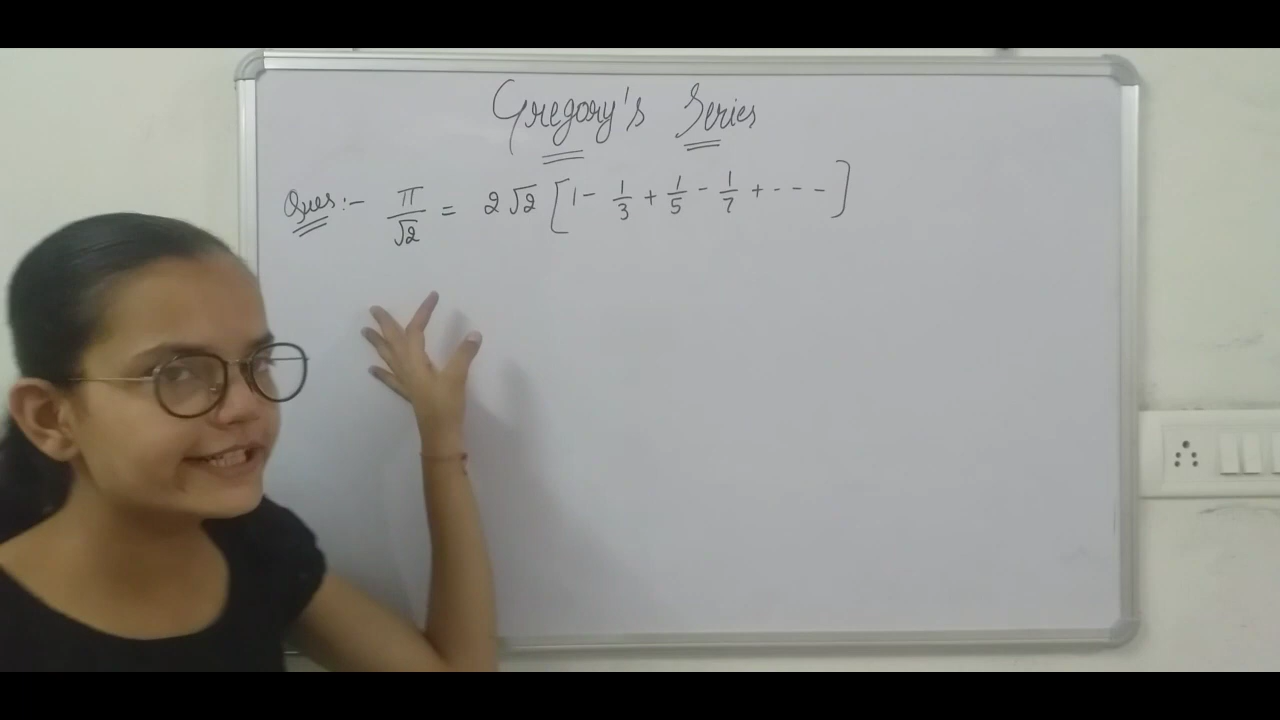 Gregory's Series
Ques:- π/√2 = 2√2 [1 - 1/3 + 1/5 - 1/7 + - - - ]